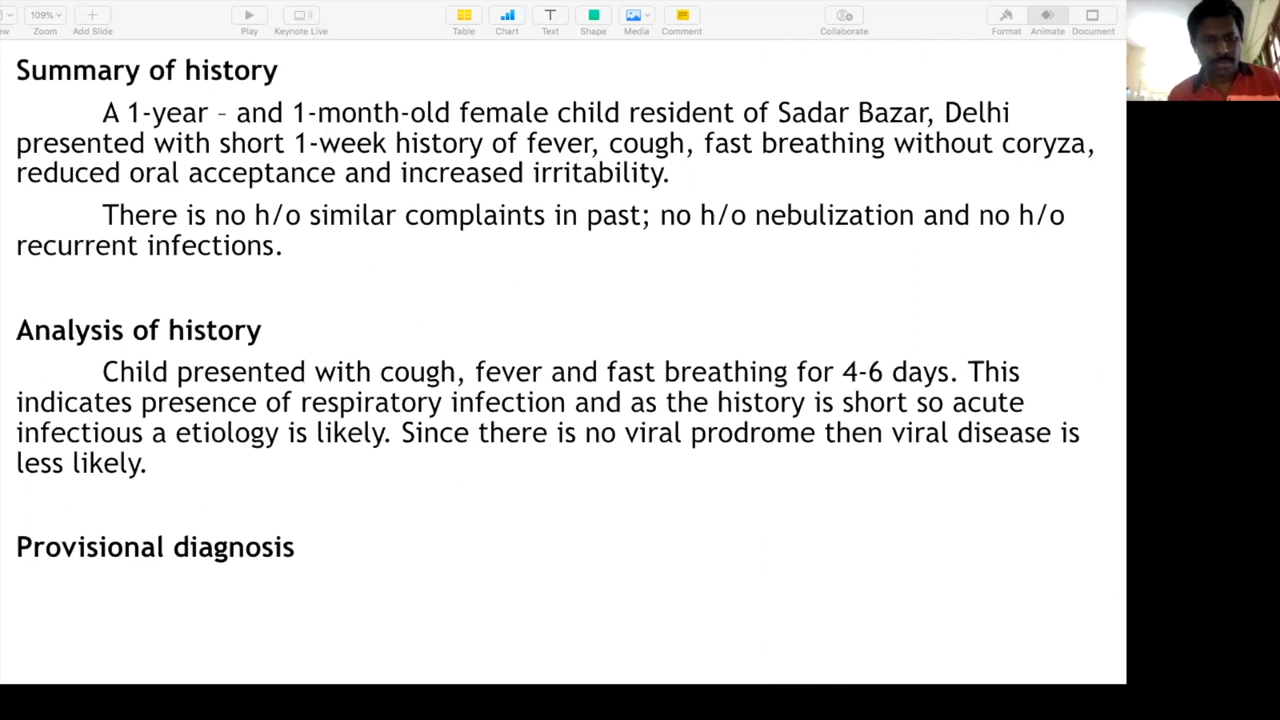 109%
Zoom
Add Slide
Play
Keynote Live
Table
Chart
Text
Shape
Media
Comment
Collaborate
Format
Animate
Document
Summary of history
A 1-year – and 1-month-old female child resident of Sadar Bazar, Delhi
presented with short 1-week history of fever, cough, fast breathing without coryza,
reduced oral acceptance and increased irritability.
There is no h/o similar complaints in past; no h/o nebulization and no h/o
recurrent infections.
Analysis of history
Child presented with cough, fever and fast breathing for 4-6 days. This
indicates presence of respiratory infection and as the history is short so acute
infectious a etiology is likely. Since there is no viral prodrome then viral disease is
less likely.
Provisional diagnosis